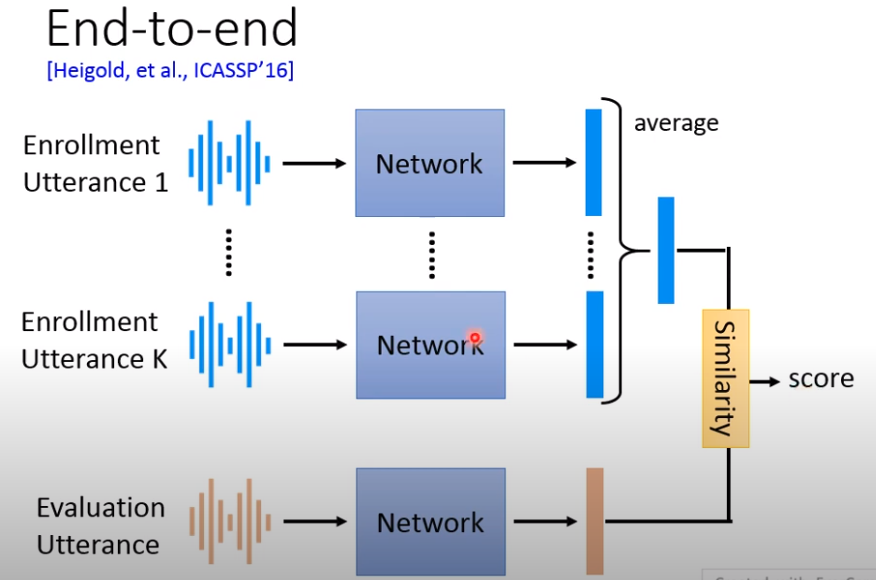 End-to-end
[Heigold, et al., ICASSP’16]
Enrollment
Utterance 1
Network
average
Enrollment
Utterance K
Network
Similarity
score
Evaluation
Utterance
Network